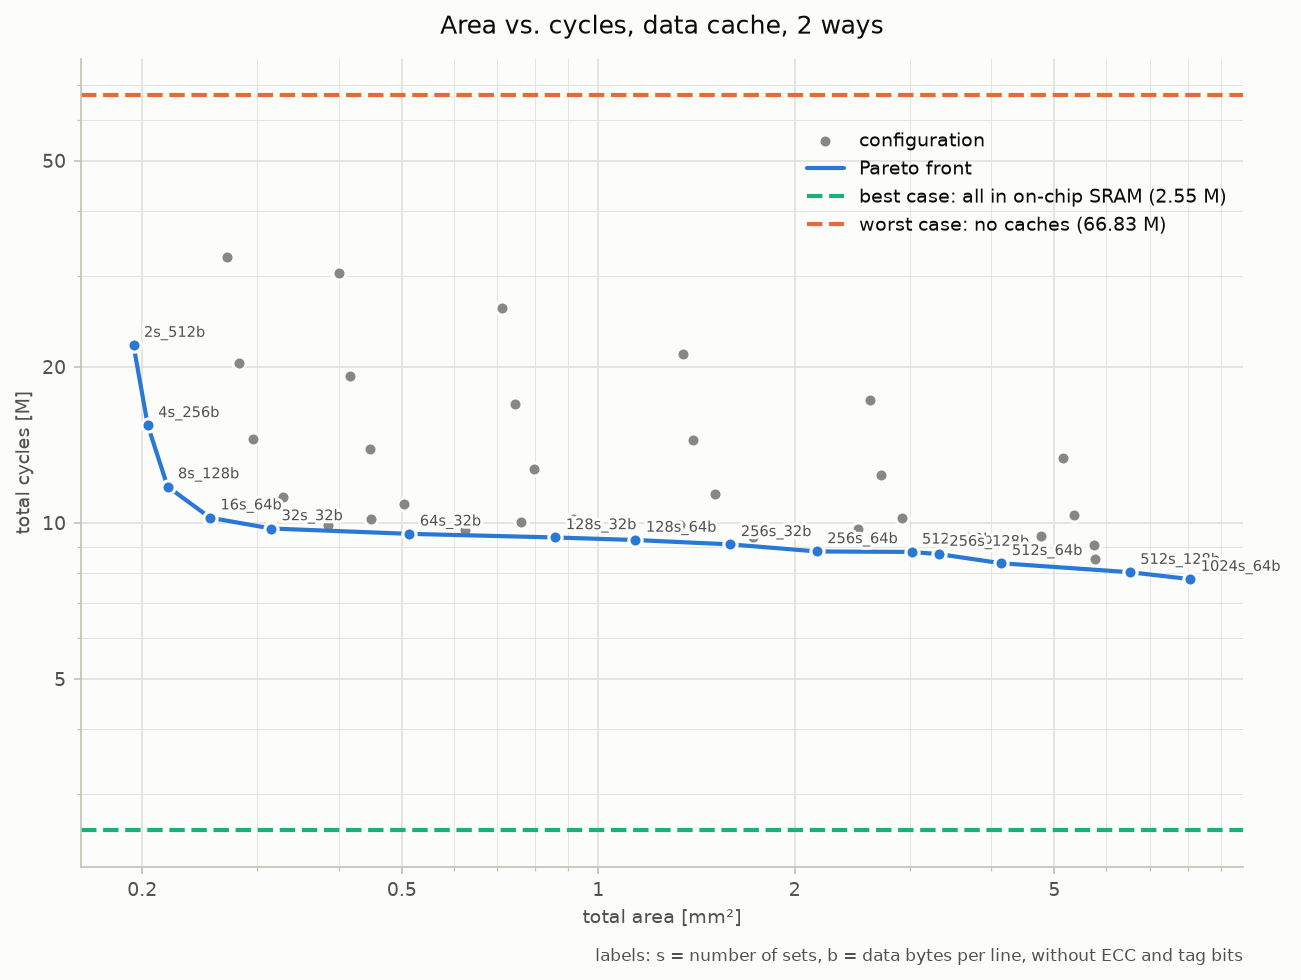 Area vs. cycles, data cache, 2 ways
configuration
Pareto front
best case: all in on-chip SRAM (2.55 M)
worst case: no caches (66.83 M)
total cycles [M]
50
20
10
5
2s_512b
4s_256b
8s_128b
16s_64b
32s_32b
64s_32b
128s_32b
128s_64b
256s_32b
256s_64b
256s_128b
512s_64b
1024s_64b
0.2
0.5
1
2
5
total area [mm²]
labels: s = number of sets, b = data bytes per line, without ECC and tag bits